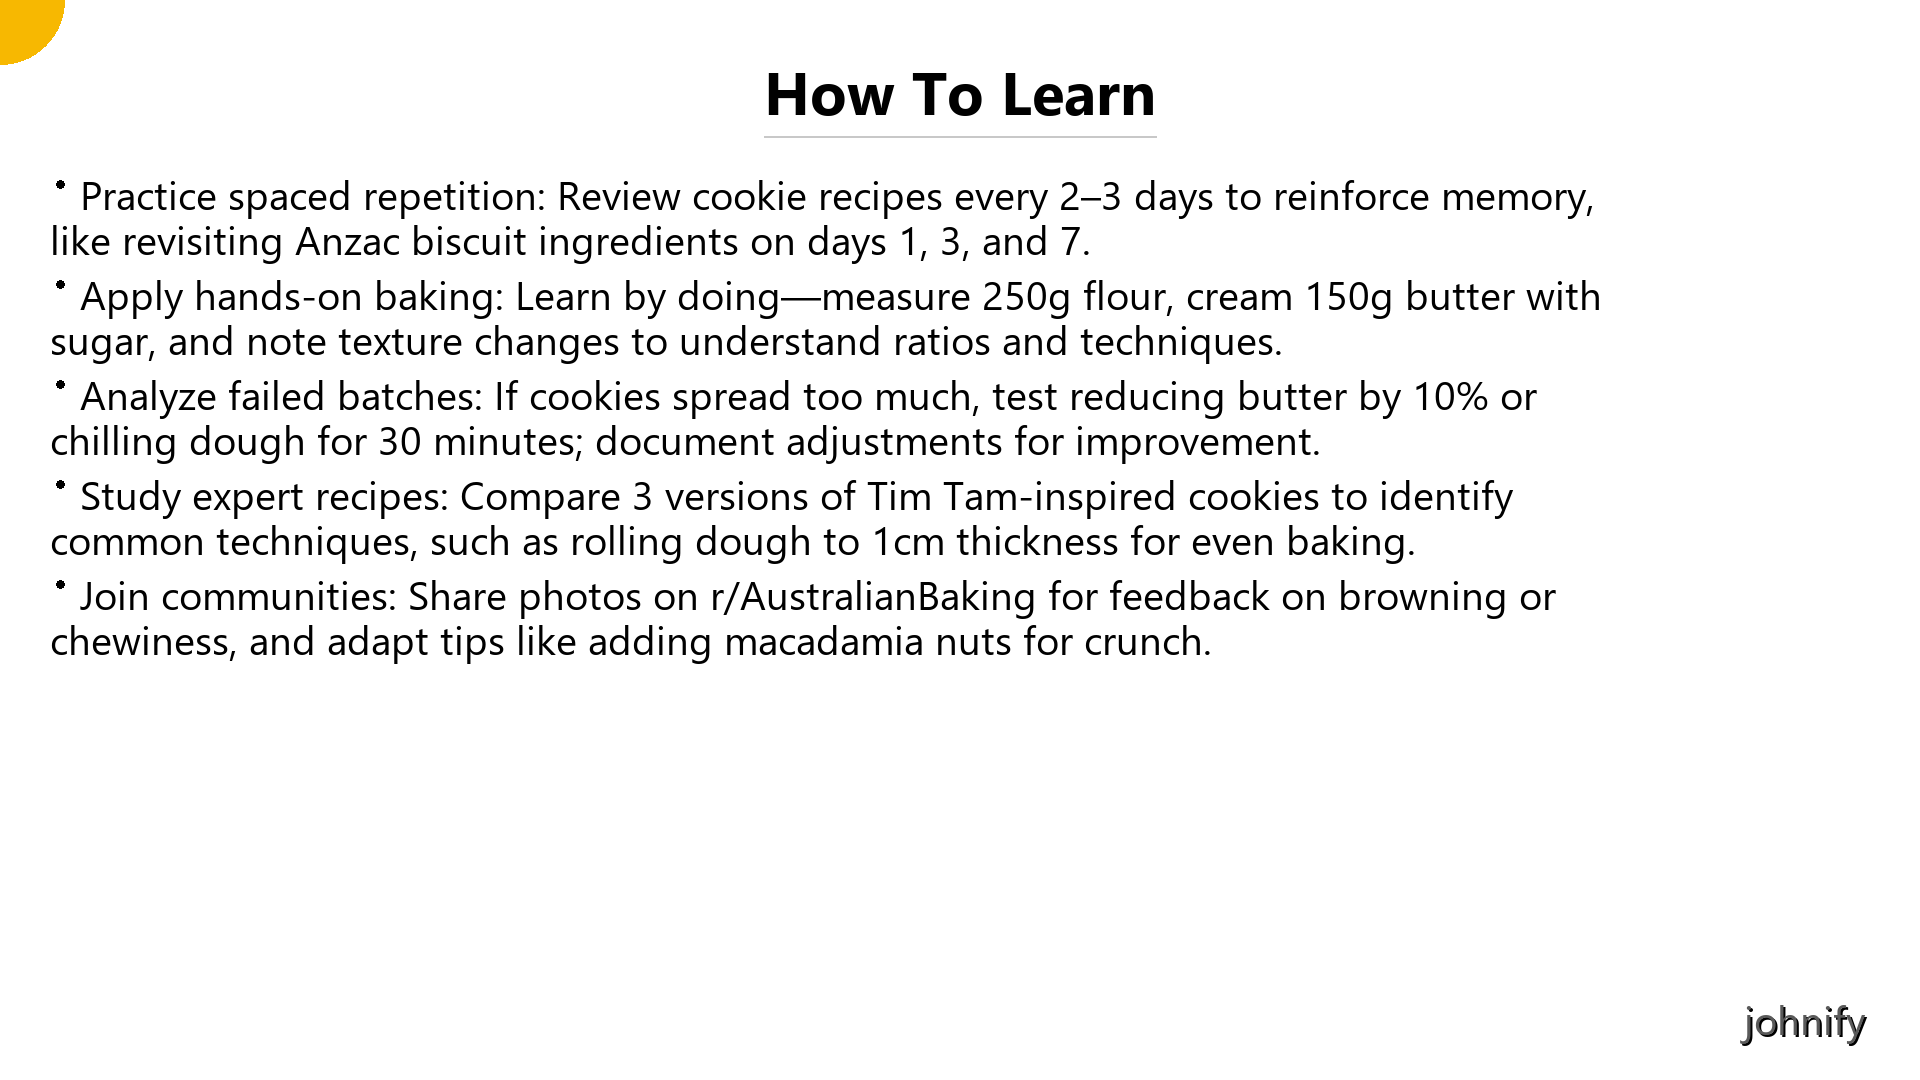 How To Learn
• Practice spaced repetition: Review cookie recipes every 2–3 days to reinforce memory,
like revisiting Anzac biscuit ingredients on days 1, 3, and 7.
• Apply hands-on baking: Learn by doing—measure 250g flour, cream 150g butter with
sugar, and note texture changes to understand ratios and techniques.
• Analyze failed batches: If cookies spread too much, test reducing butter by 10% or
chilling dough for 30 minutes; document adjustments for improvement.
• Study expert recipes: Compare 3 versions of Tim Tam-inspired cookies to identify
common techniques, such as rolling dough to 1cm thickness for even baking.
• Join communities: Share photos on r/AustralianBaking for feedback on browning or
chewiness, and adapt tips like adding macadamia nuts for crunch.
johnify